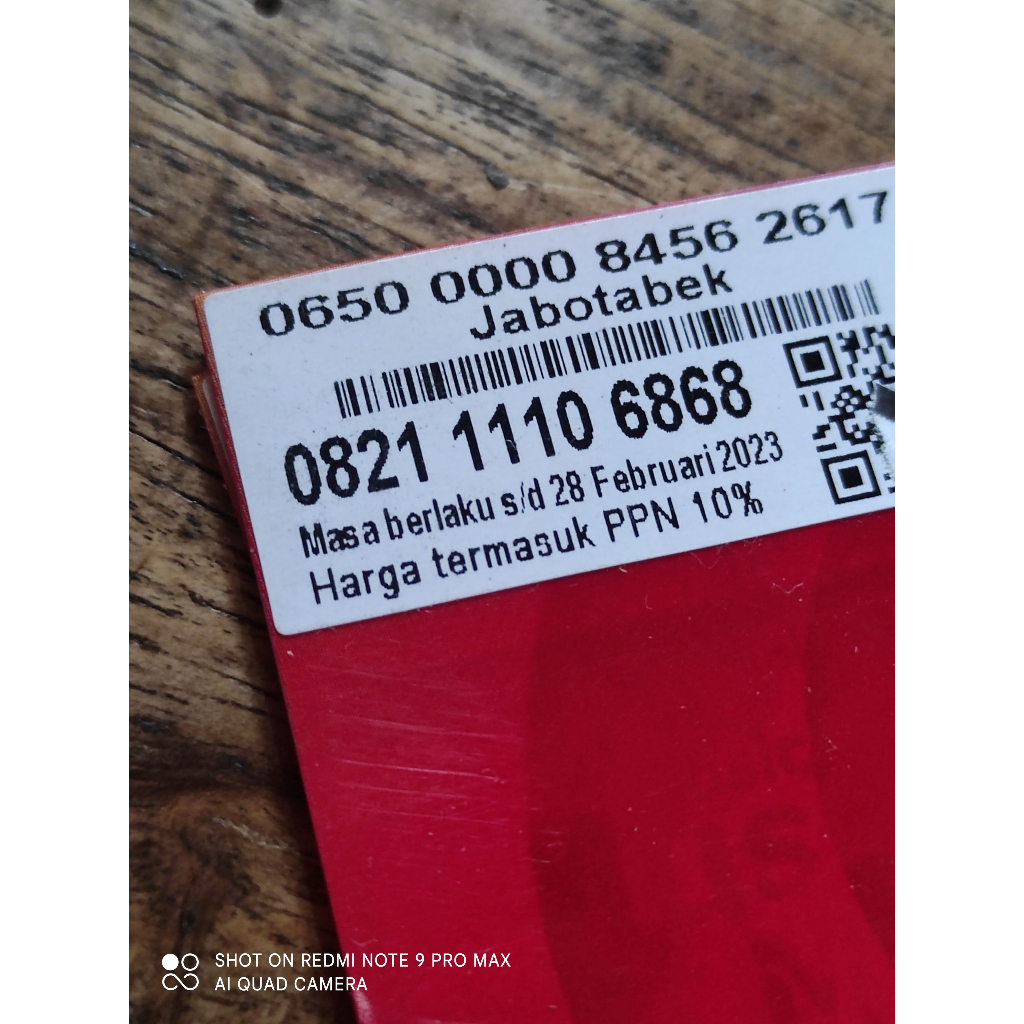 0650 0000 8456 2617
Jabotabek
0821 1110 6868
Masa berlaku s/d 28 Februari 2023
Harga termasuk PPN 10%
SHOT ON REDMI NOTE 9 PRO MAX
AI QUAD CAMERA